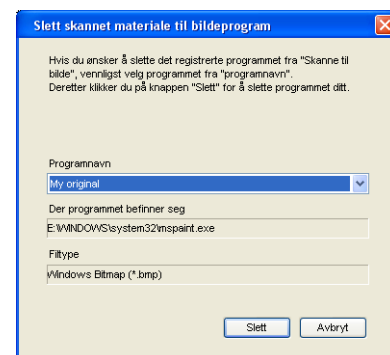 Slett skannet materiale til bildeprogram
Hvis du ønsker å slette det registrerte programmet fra "Skanne til
bilde", vennligst velg programmet fra "programnavn".
Deretter klikker du på knappen "Slett" for å slette programmet ditt.
Programnavn
My original
Der programmet befinner seg
E:\WINDOWS\system32\mspaint.exe
Filtype
Windows Bitmap (*.bmp)
Slett
Avbryt